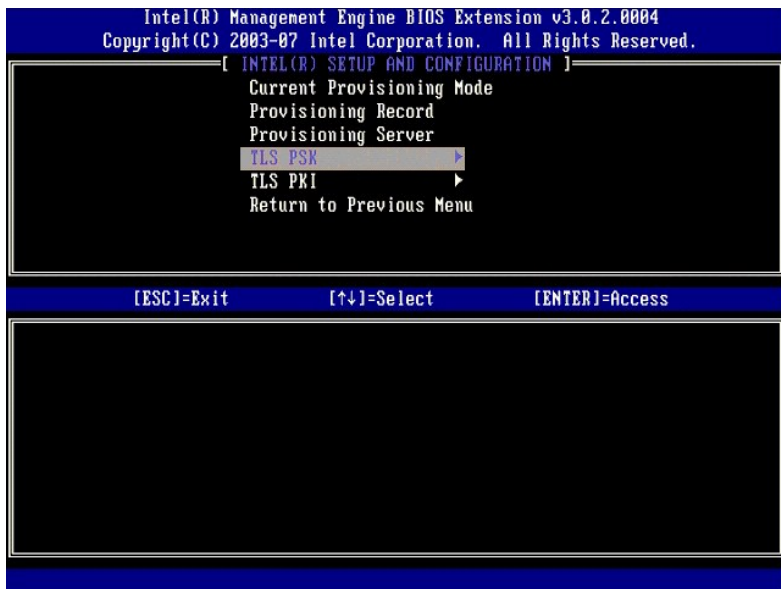 Intel(R) Management Engine BIOS Extension v3.0.2.0004
Copyright(C) 2003-07 Intel Corporation. All Rights Reserved.
[ INTEL(R) SETUP AND CONFIGURATION ]
Current Provisioning Mode
Provisioning Record
Provisioning Server
TLS PSK ►
TLS PKI ►
Return to Previous Menu
[ESC]=Exit [↑↓]=Select [ENTER]=Access